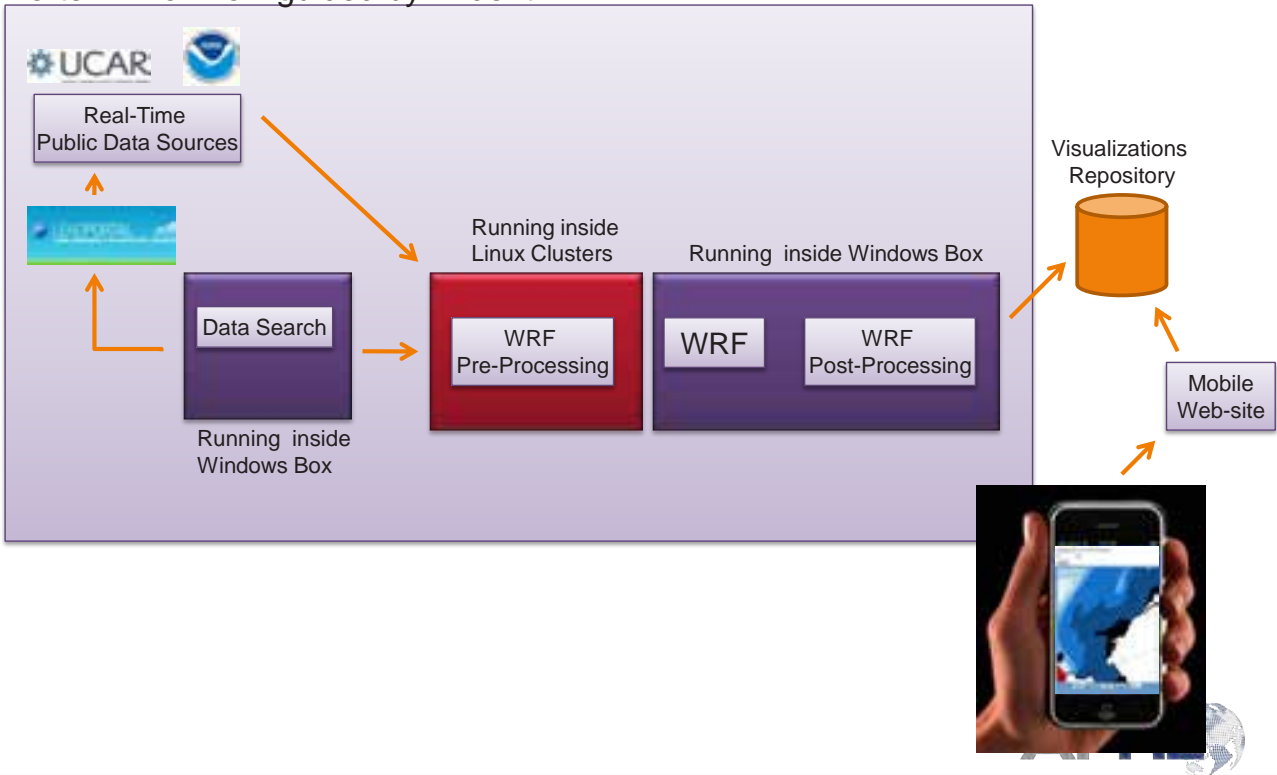 UCAR
Real-Time
Public Data Sources
Visualizations
Repository
Running inside
Linux Clusters
Running inside Windows Box
Data Search
WRF
Pre-Processing
WRF
WRF
Post-Processing
Mobile
Web-site
Running inside
Windows Box